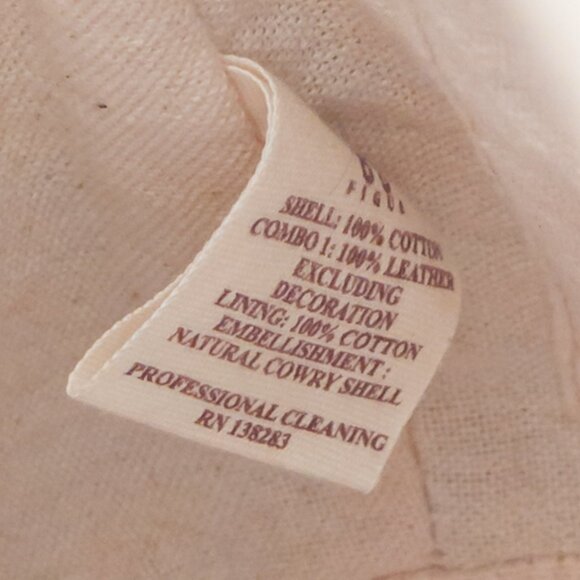 SHELL: 100% COTTON
COMBO 1: 100% LEATHER
EXCLUDING
DECORATION
LINING: 100% COTTON
EMBELLISHMENT :
NATURAL COWRY SHELL
PROFESSIONAL CLEANING
RN 138283